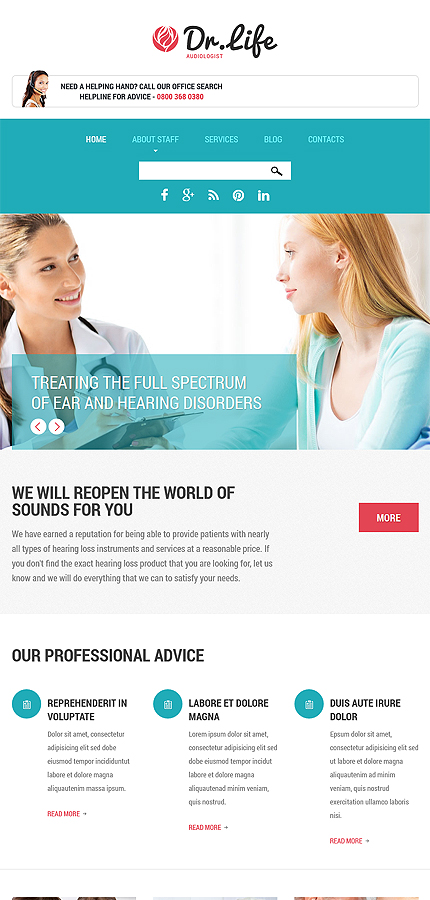 Dr.Life
AUDIOLOGIST
NEED A HELPING HAND? CALL OUR OFFICE SEARCH
HELPLINE FOR ADVICE - 0800 368 0380
HOME ABOUT STAFF SERVICES BLOG CONTACTS
TREATING THE FULL SPECTRUM
OF EAR AND HEARING DISORDERS
WE WILL REOPEN THE WORLD OF
SOUNDS FOR YOU
We have earned a reputation for being able to provide patients with nearly
all types of hearing loss instruments and services at a reasonable price. If
you don't find the exact hearing loss product that you are looking for, let us
know and we will do everything that we can to satisfy your needs.
MORE
OUR PROFESSIONAL ADVICE
REPREHENDERIT IN
VOLUPTATE
Dolor sit amet, consectetur
adipisicing elit sed dobe
eiusmod tempor incididuntut
labore et dolore magna
aliquautenim massa ipsum.
READ MORE
LABORE ET DOLORE
MAGNA
Lorem ipsum dolor sit amet,
consectetur adipisicing elit sed
eiusmod tempor incididunt ut
labore et dolore magna
aliquautenad minim veniam,
quis nostrud.
READ MORE
DUIS AUTE IRURE
DOLOR
Epsum dolor sit amet,
consectetur adipisicing elit sed
ut labore et dolore magna
aliquautenim ad minim
veniam, quis nostrud
exercitation ullamco laboris
nisi.
READ MORE